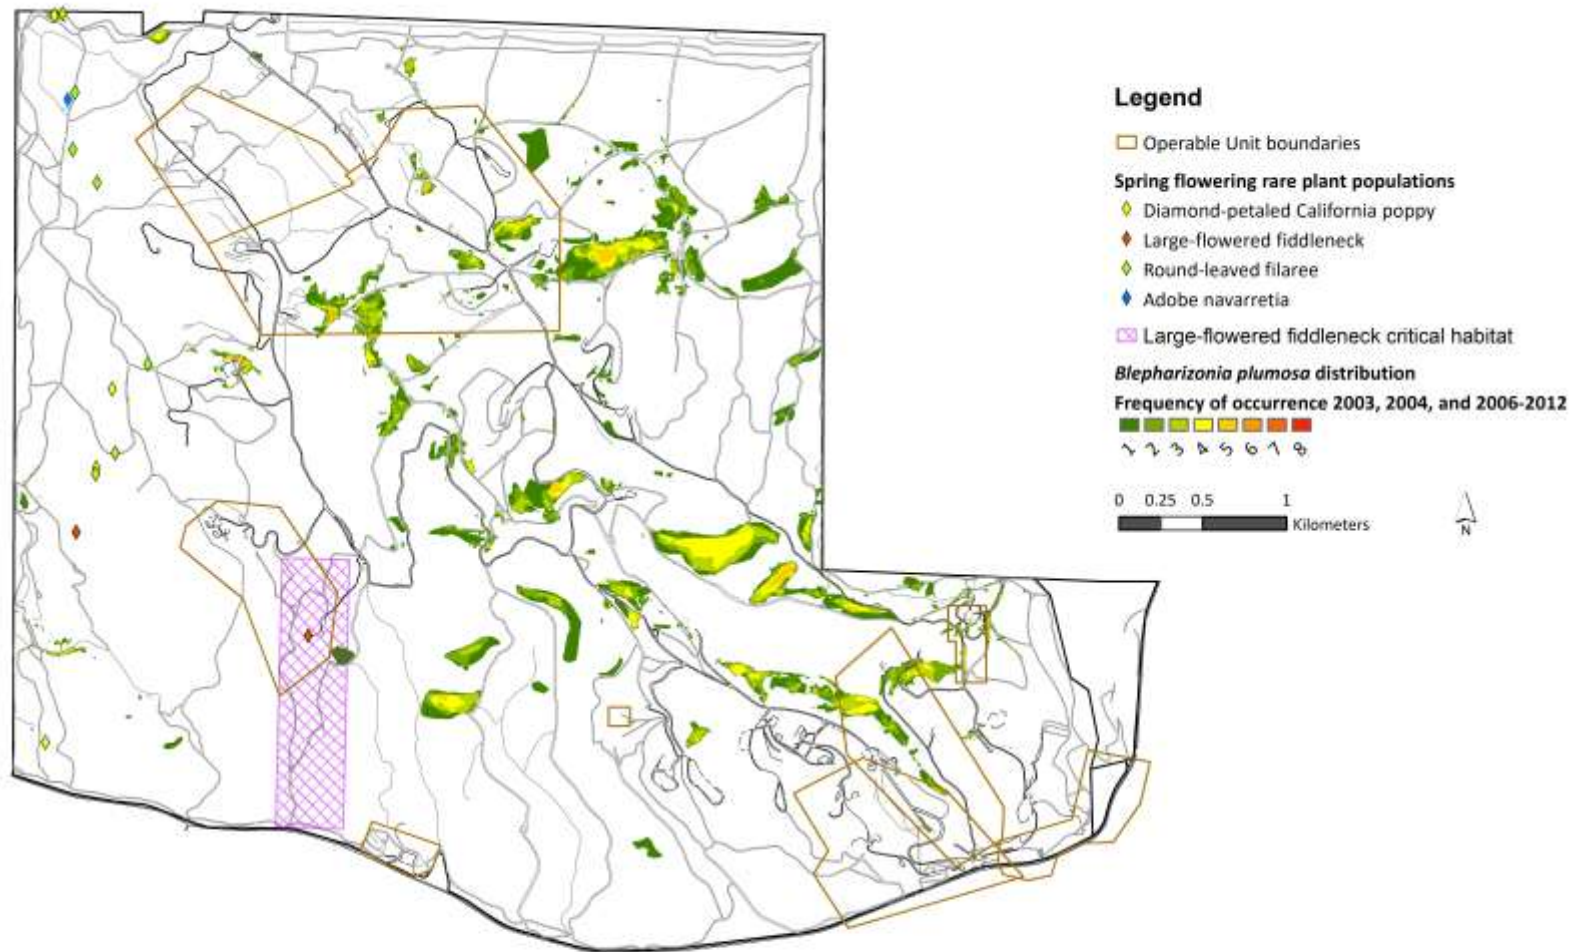 Legend
Operable Unit boundaries
Spring flowering rare plant populations
Diamond-petaled California poppy
Large-flowered fiddleneck
Round-leaved filaree
Adobe navarretia
Large-flowered fiddleneck critical habitat
Blepharizonia plumosa distribution
Frequency of occurrence 2003, 2004, and 2006-2012
1 2 3 4 5 6 7 8
0 0.25 0.5 1
Kilometers
N